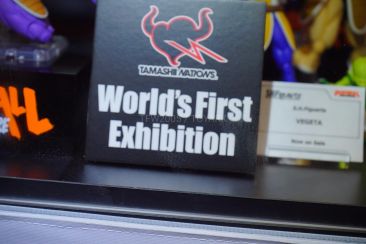 TAMASHII NATIONS
World's First
Exhibition
S.H.Figuarts
VEGETA
Now on Sale